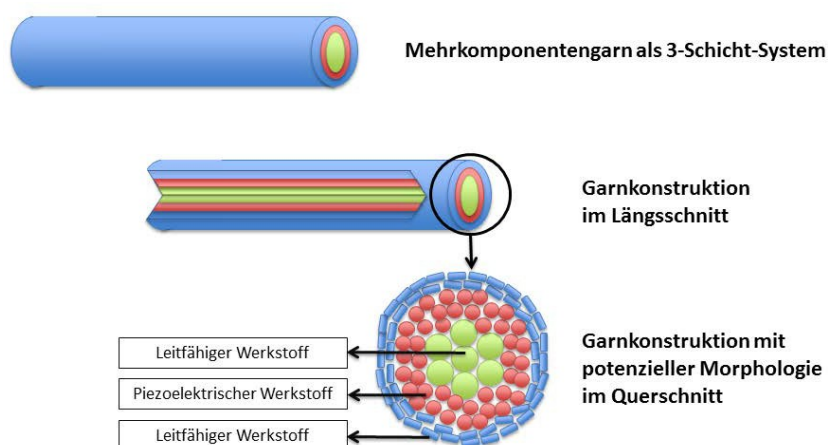 Mehrkomponentengarn als 3-Schicht-System
Garnkonstruktion
im Längsschnitt
Garnkonstruktion mit
potenzieller Morphologie
im Querschnitt
Leitfähiger Werkstoff
Piezoelektrischer Werkstoff
Leitfähiger Werkstoff